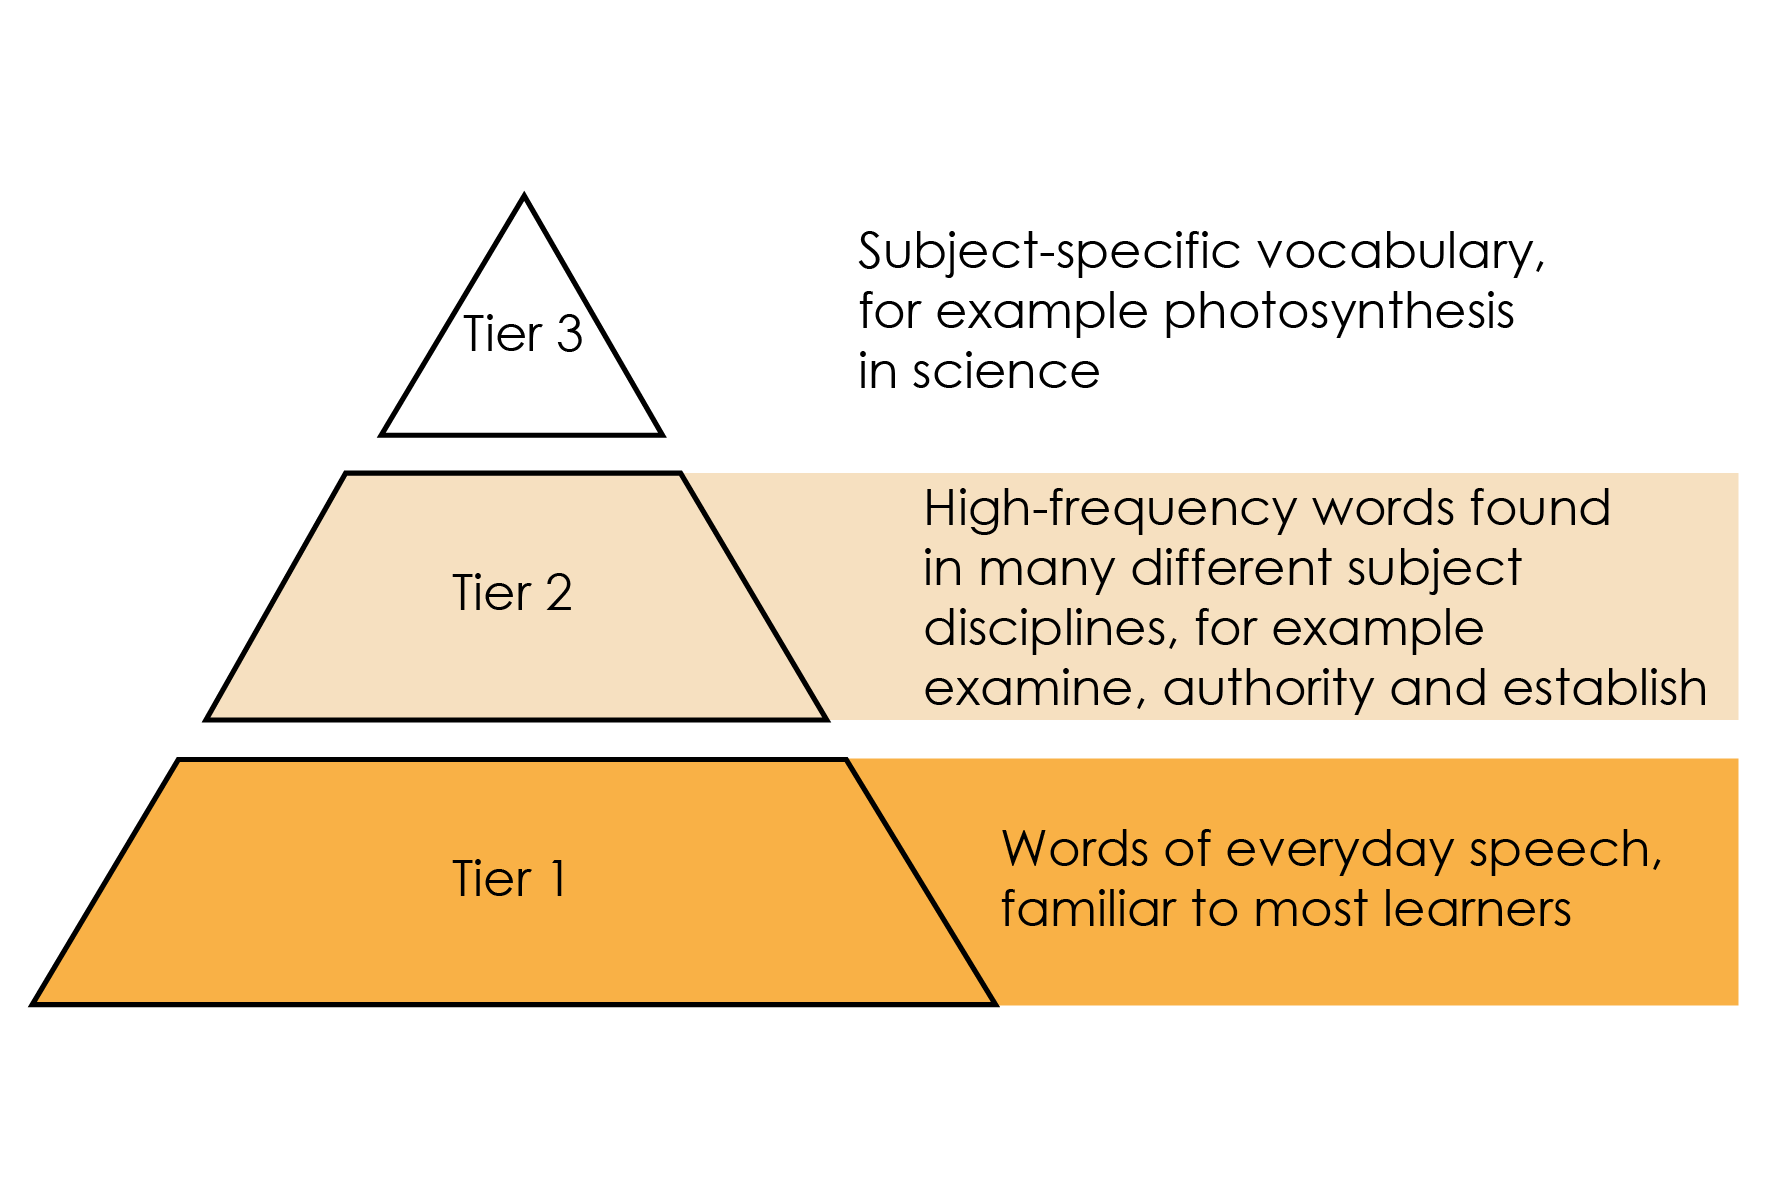 Tier 3
Subject-specific vocabulary,
for example photosynthesis
in science
Tier 2
High-frequency words found
in many different subject
disciplines, for example
examine, authority and establish
Tier 1
Words of everyday speech,
familiar to most learners